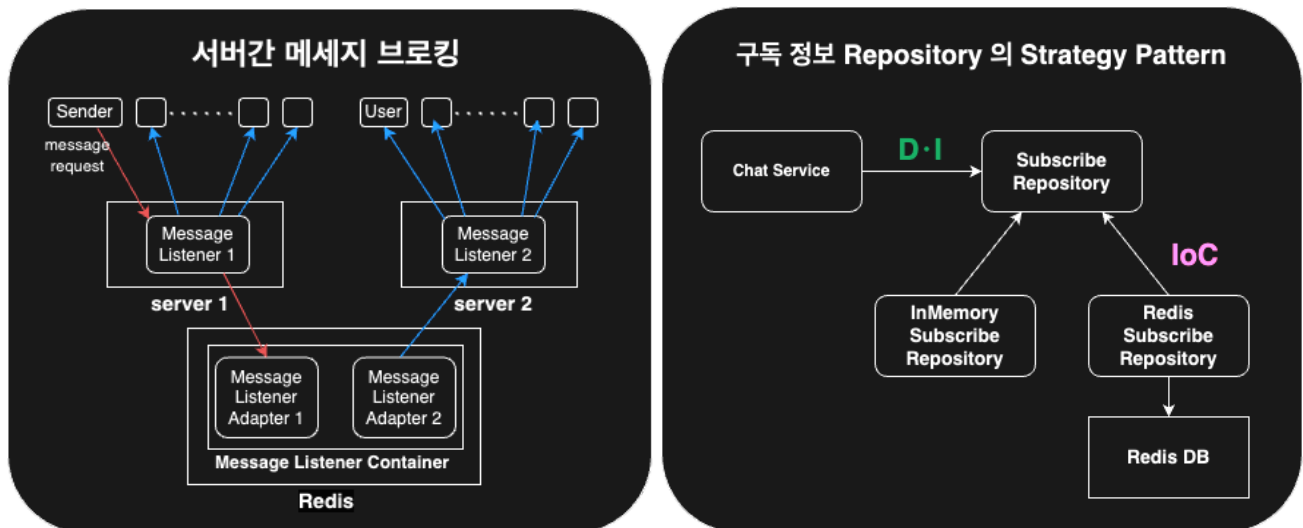 서버간 메세지 브로킹
Sender
User
message
request
Message
Listener 1
Message
Listener 2
server 1
server 2
Message
Listener
Adapter 1
Message
Listener
Adapter 2
Message Listener Container
Redis
구독 정보 Repository 의 Strategy Pattern
Chat Service
D·I
Subscribe
Repository
IoC
InMemory
Subscribe
Repository
Redis
Subscribe
Repository
Redis DB